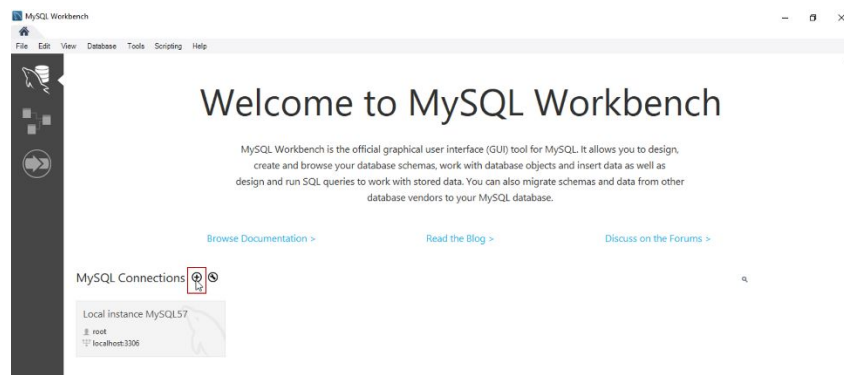 MySQL Workbench
File Edit View Database Tools Scripting Help
Welcome to MySQL Workbench
MySQL Workbench is the official graphical user interface (GUI) tool for MySQL. It allows you to design,
create and browse your database schemas, work with database objects and insert data as well as
design and run SQL queries to work with stored data. You can also migrate schemas and data from other
database vendors to your MySQL database.
Browse Documentation > Read the Blog > Discuss on the Forums >
MySQL Connections
Local instance MySQL57
root
localhost:3306